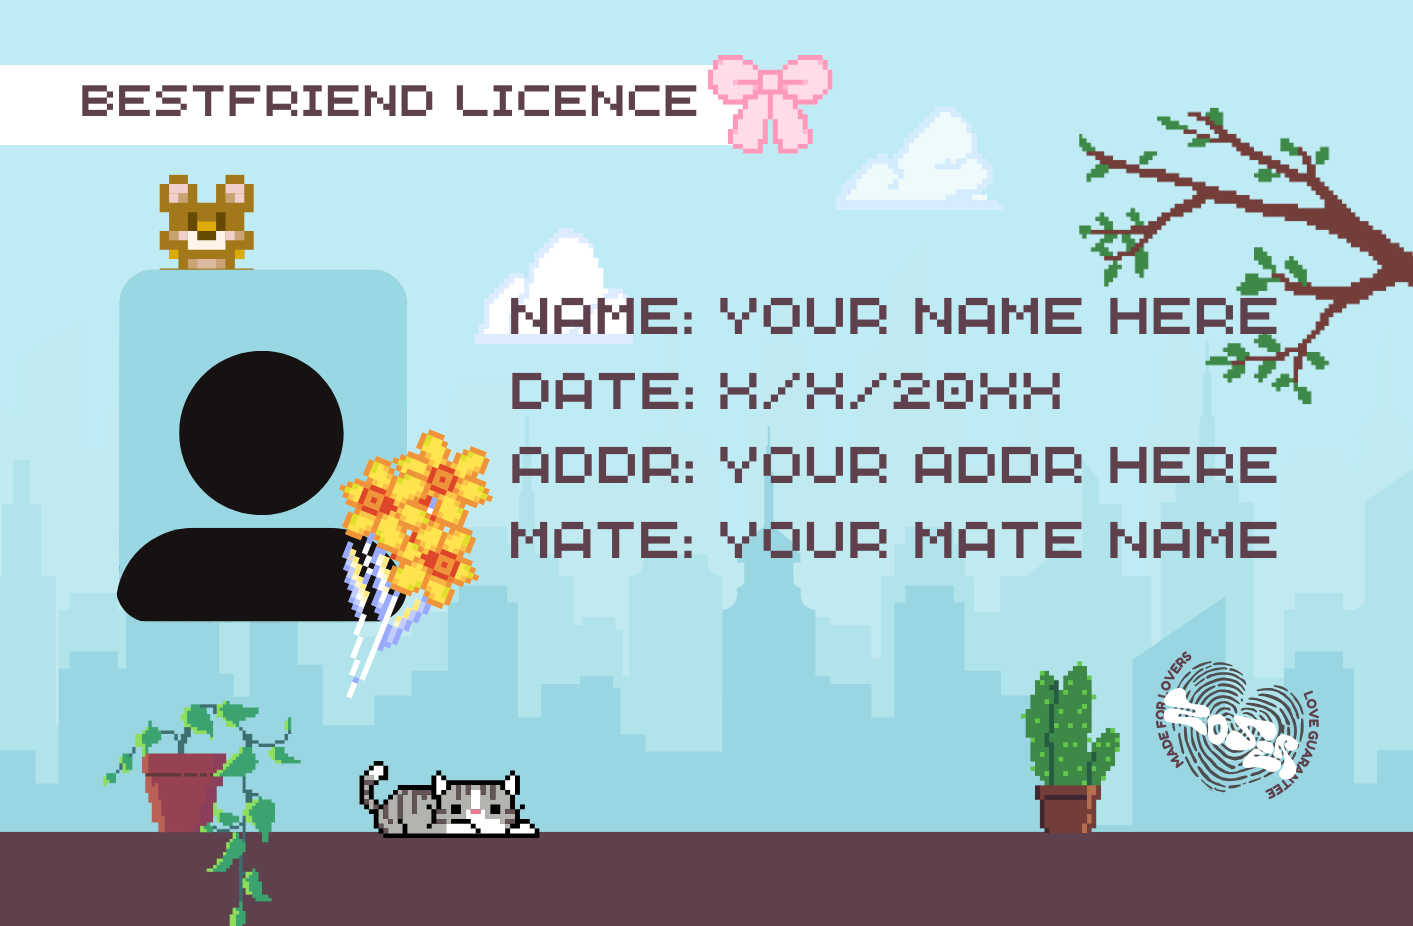 BESTFRIEND LICENCE
NAME: YOUR NAME HERE
DATE: X/X/20XX
ADDR: YOUR ADDR HERE
MATE: YOUR MATE NAME
MADE FOR LOVERS
LOVE GUARANTEE